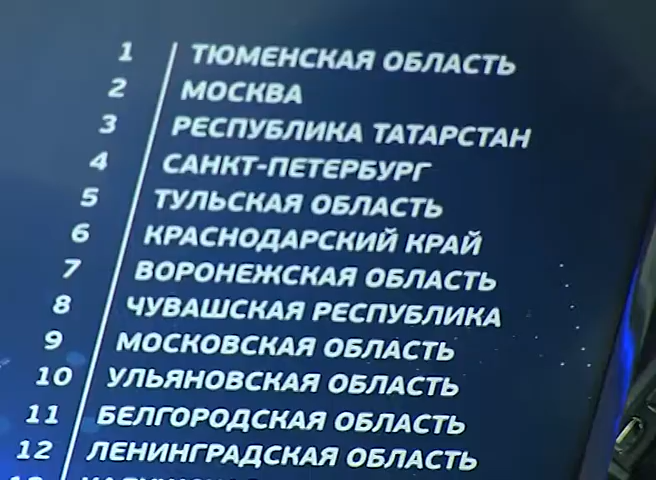 1 ТЮМЕНСКАЯ ОБЛАСТЬ
2 МОСКВА
3 РЕСПУБЛИКА ТАТАРСТАН
4 САНКТ-ПЕТЕРБУРГ
5 ТУЛЬСКАЯ ОБЛАСТЬ
6 КРАСНОДАРСКИЙ КРАЙ
7 ВОРОНЕЖСКАЯ ОБЛАСТЬ
8 ЧУВАШСКАЯ РЕСПУБЛИКА
9 МОСКОВСКАЯ ОБЛАСТЬ
10 УЛЬЯНОВСКАЯ ОБЛАСТЬ
11 БЕЛГОРОДСКАЯ ОБЛАСТЬ
12 ЛЕНИНГРАДСКАЯ ОБЛАСТЬ